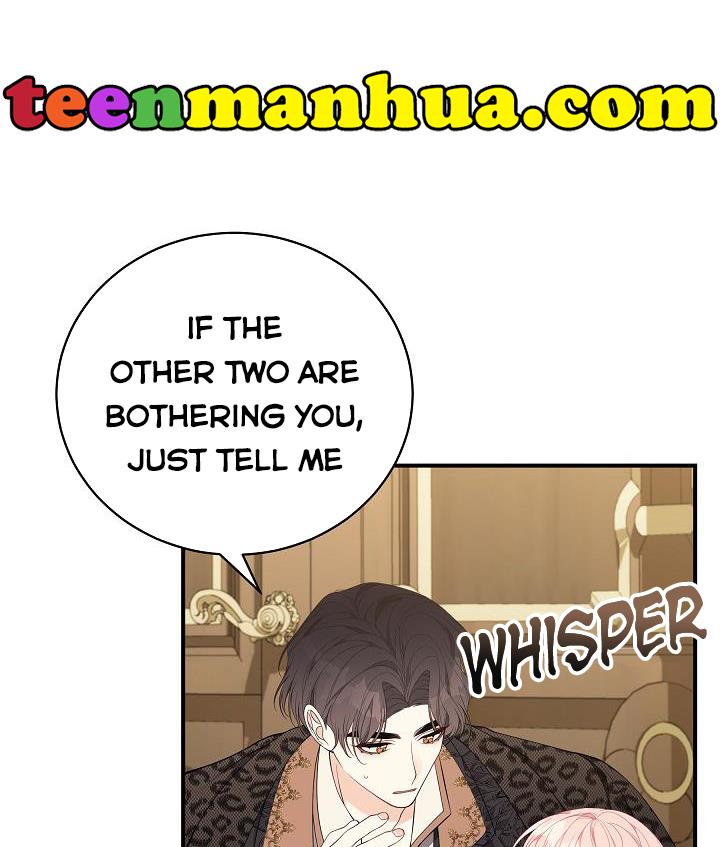 teenmanhua.com
IF THE
OTHER TWO ARE
BOTHERING YOU,
JUST TELL ME
WHISPER